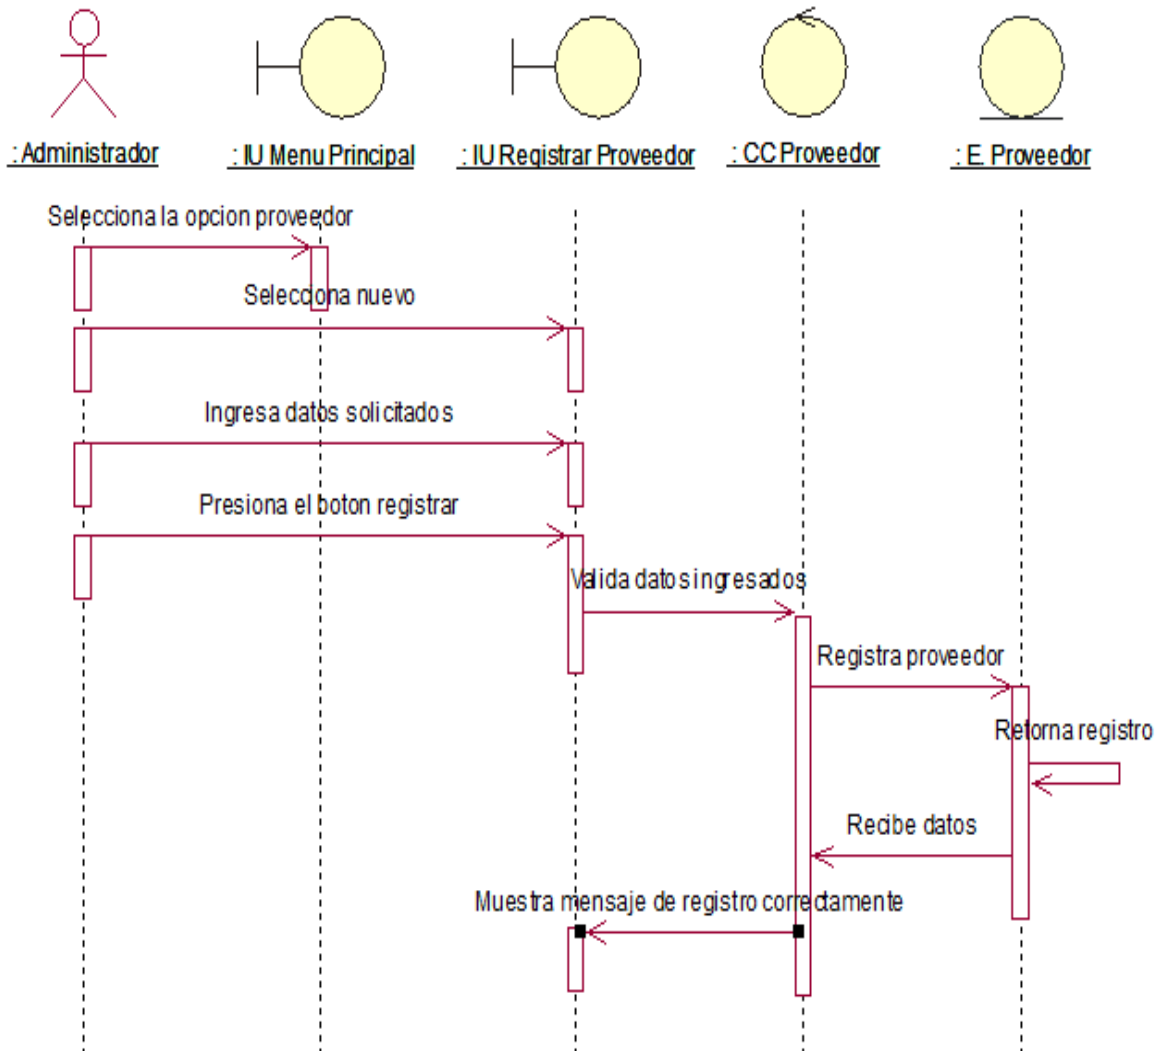 : Administrador
: IU Menu Principal
: IU Registrar Proveedor
: CC Proveedor
: E. Proveedor
Selecciona la opcion proveedor
Selecciona nuevo
Ingresa datos solicitados
Presiona el boton registrar
Valida datos ingresados
Registra proveedor
Retorna registro
Recibe datos
Muestra mensaje de registro correctamente